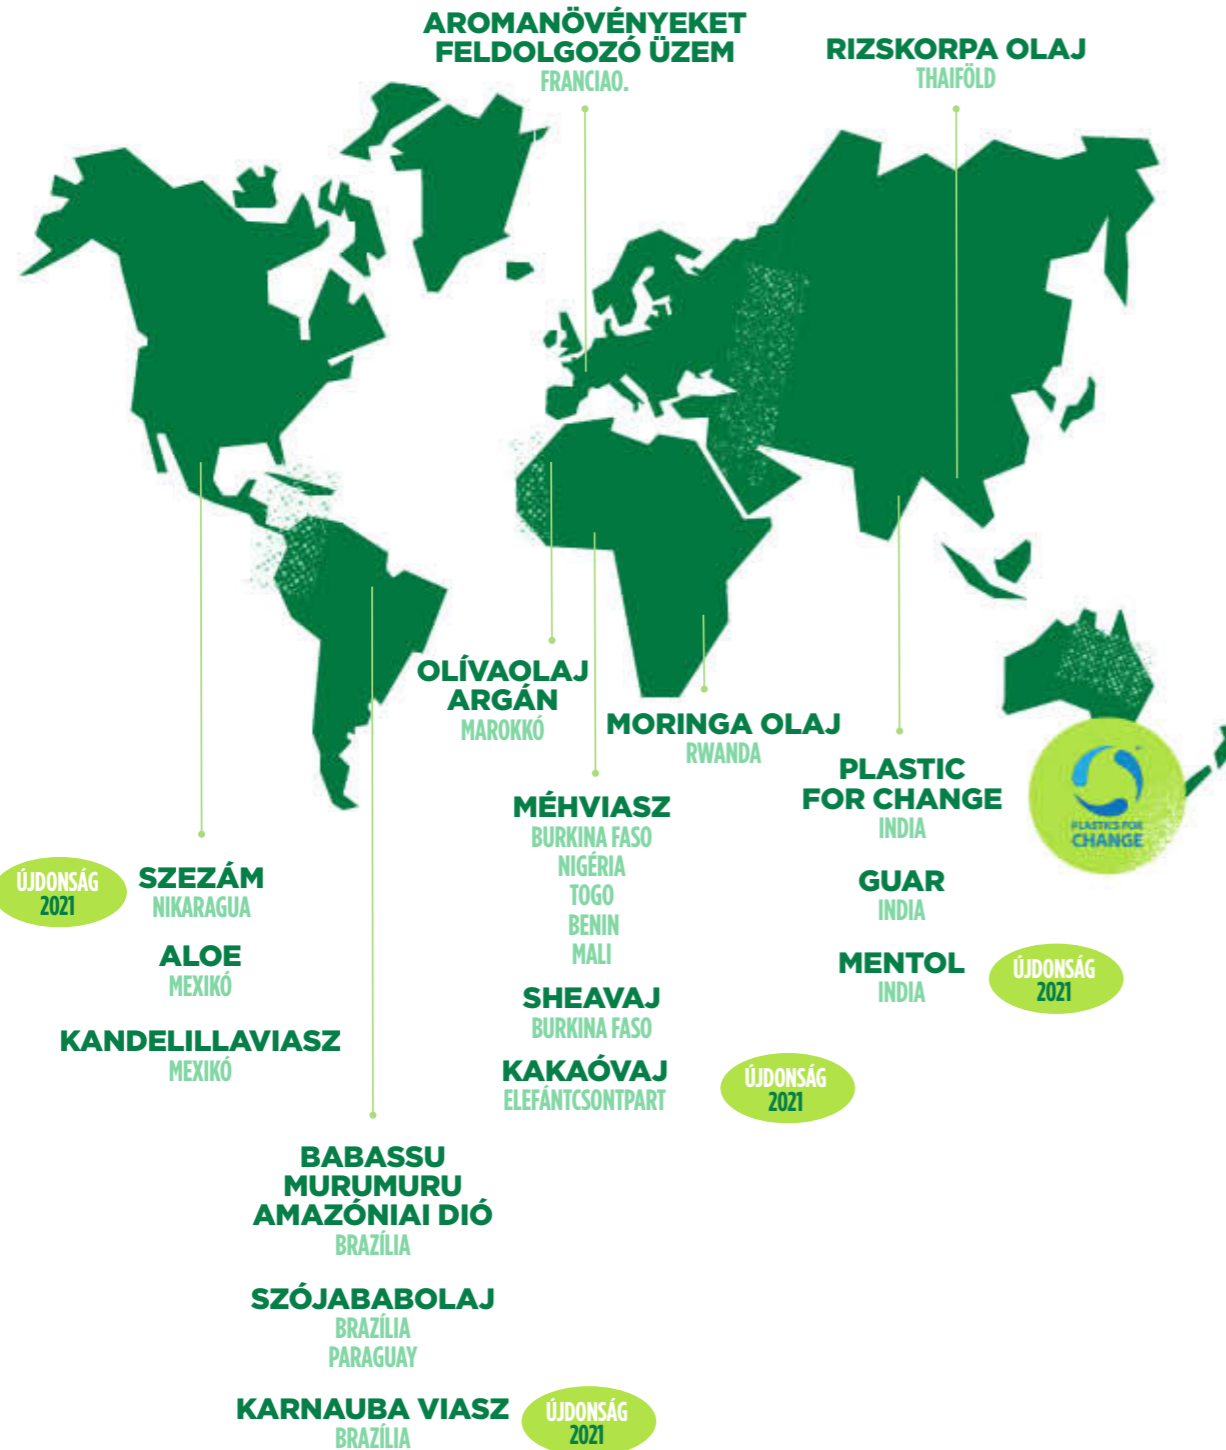 AROMANÖVÉNYEKET
FELDOLGOZÓ ÜZEM
FRANCIAO.
RIZSKORPA OLAJ
THAIFÖLD
OLÍVAOLAJ
ARGÁN
MAROKKÓ
MORINGA OLAJ
RWANDA
PLASTIC
FOR CHANGE
INDIA
PLASTICS FOR
CHANGE
™
MÉHVIASZ
BURKINA FASO
NIGÉRIA
TOGO
BENIN
MALI
ÚJDONSÁG
2021
SZEZÁM
NIKARAGUA
GUAR
INDIA
ALOE
MEXIKÓ
MENTOL
INDIA
ÚJDONSÁG
2021
SHEAVAJ
BURKINA FASO
KANDELILLAVIASZ
MEXIKÓ
KAKAÓVAJ
ELEFÁNTCSONTPART
ÚJDONSÁG
2021
BABASSU
MURUMURU
AMAZÓNIAI DIÓ
BRAZÍLIA
SZÓJABABOLAJ
BRAZÍLIA
PARAGUAY
KARNAUBA VIASZ
BRAZÍLIA
ÚJDONSÁG
2021